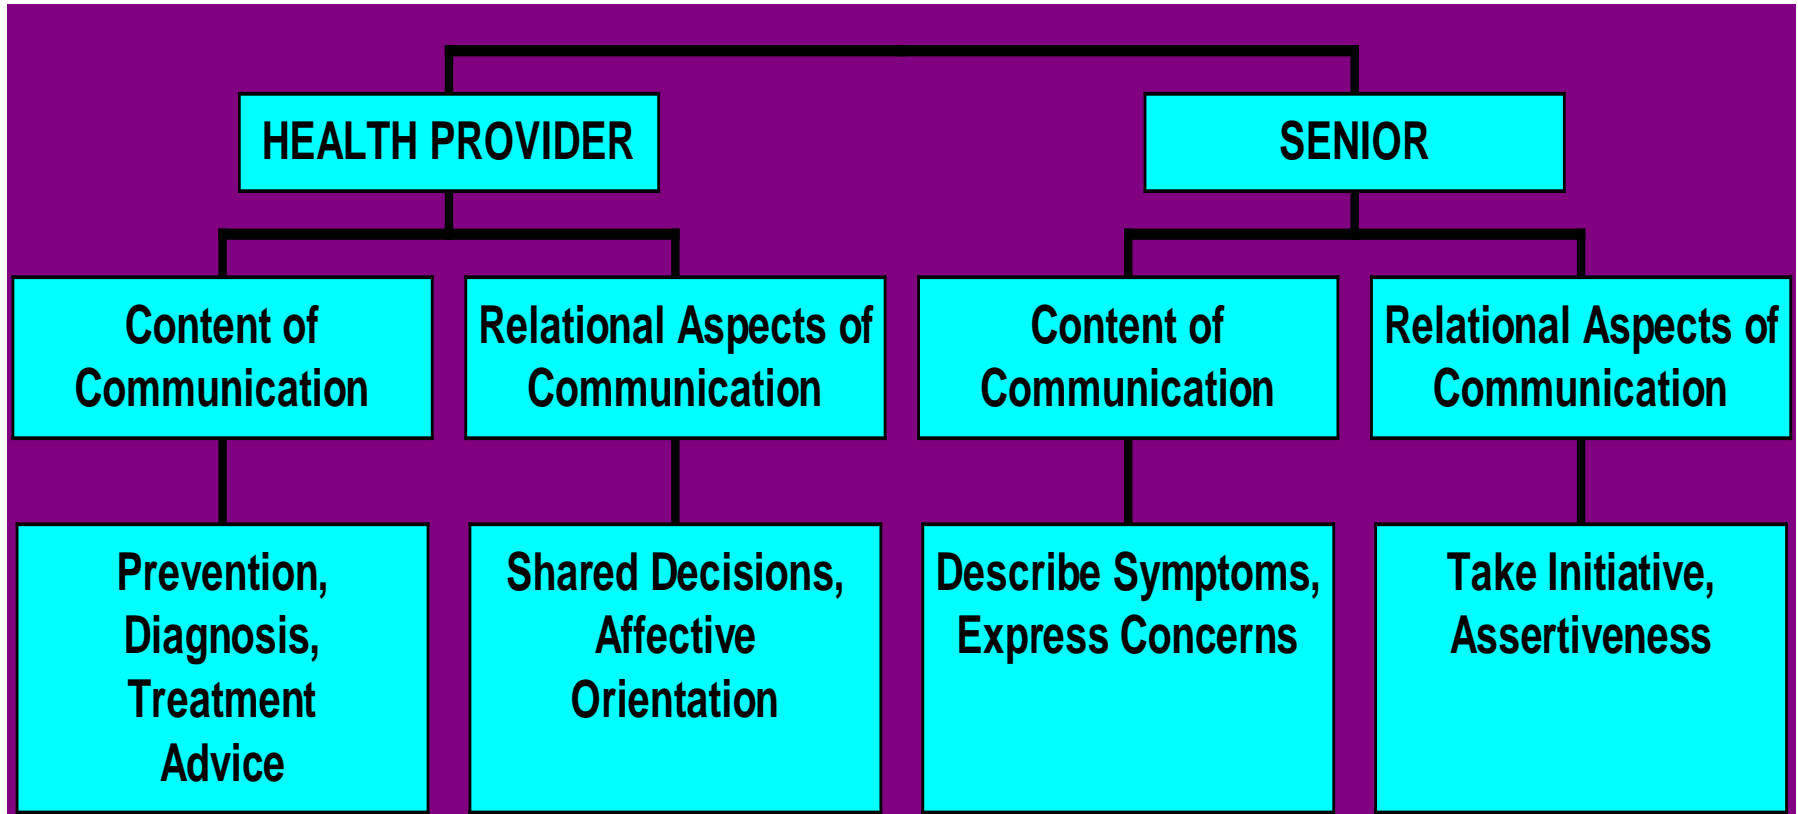 HEALTH PROVIDER
SENIOR
Content of
Communication
Relational Aspects of
Communication
Content of
Communication
Relational Aspects of
Communication
Prevention,
Diagnosis,
Treatment
Advice
Shared Decisions,
Affective
Orientation
Describe Symptoms,
Express Concerns
Take Initiative,
Assertiveness